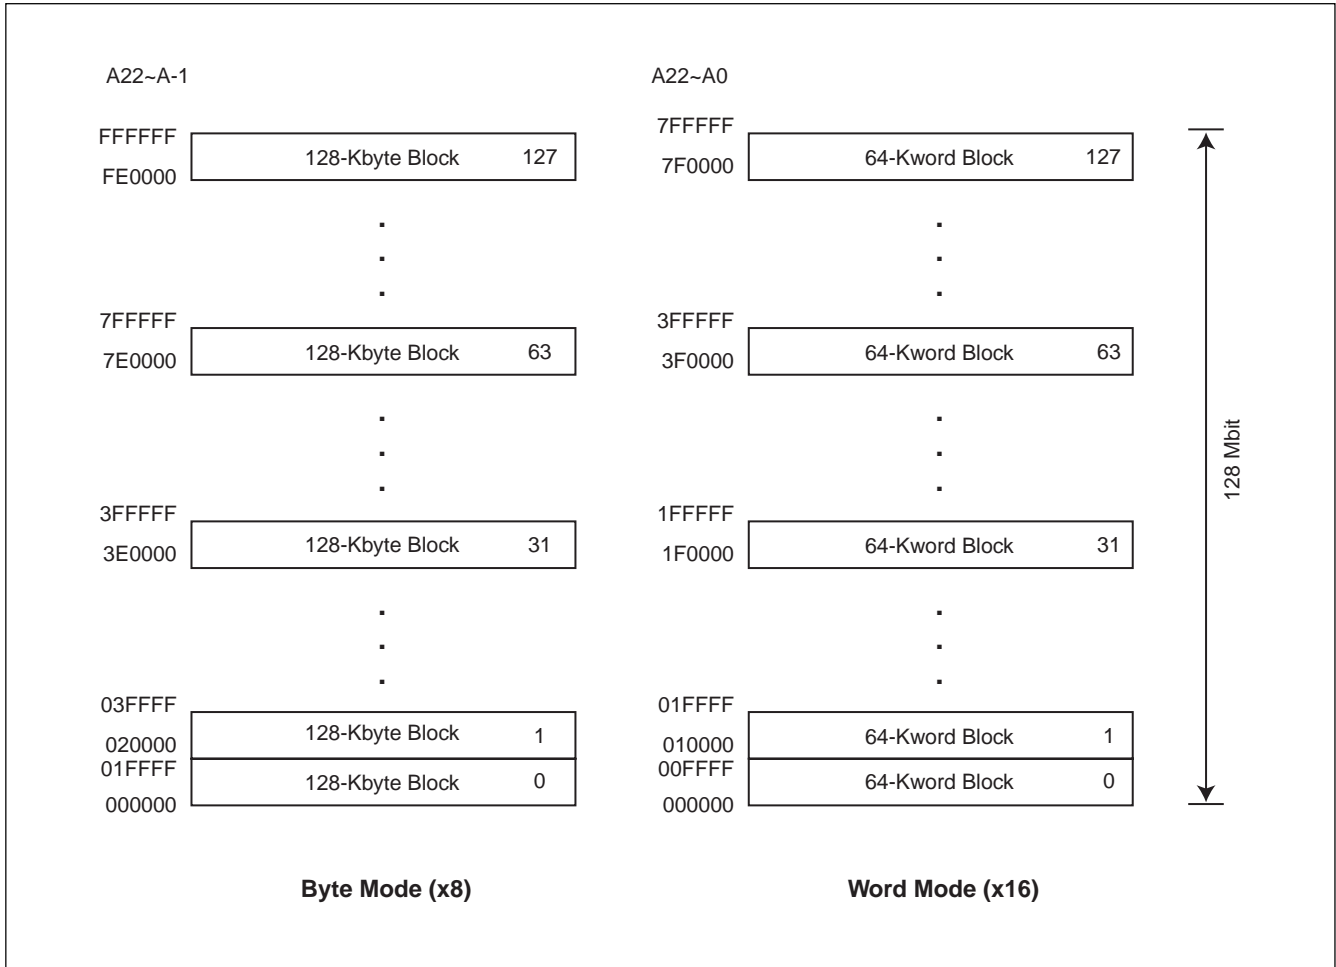 A22~A-1
FFFFFF
FE0000
128-Kbyte Block 127
7FFFFF
7E0000
128-Kbyte Block 63
3FFFFF
3E0000
128-Kbyte Block 31
03FFFF
020000
128-Kbyte Block 1
01FFFF
000000
128-Kbyte Block 0
Byte Mode (x8)
A22~A0
7FFFFF
7F0000
64-Kword Block 127
3FFFFF
3F0000
64-Kword Block 63
1FFFFF
1F0000
64-Kword Block 31
01FFFF
010000
64-Kword Block 1
00FFFF
000000
64-Kword Block 0
Word Mode (x16)
128 Mbit